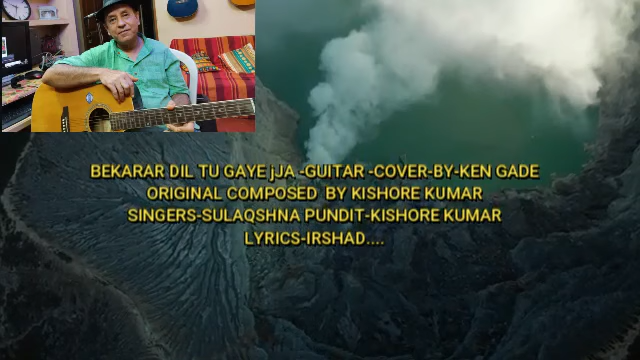 BEKARAR DIL TU GAYE jJA -GUITAR -COVER-BY-KEN GADE
ORIGINAL COMPOSED BY KISHORE KUMAR
SINGERS-SULAQSHNA PUNDIT-KISHORE KUMAR
LYRICS-IRSHAD....